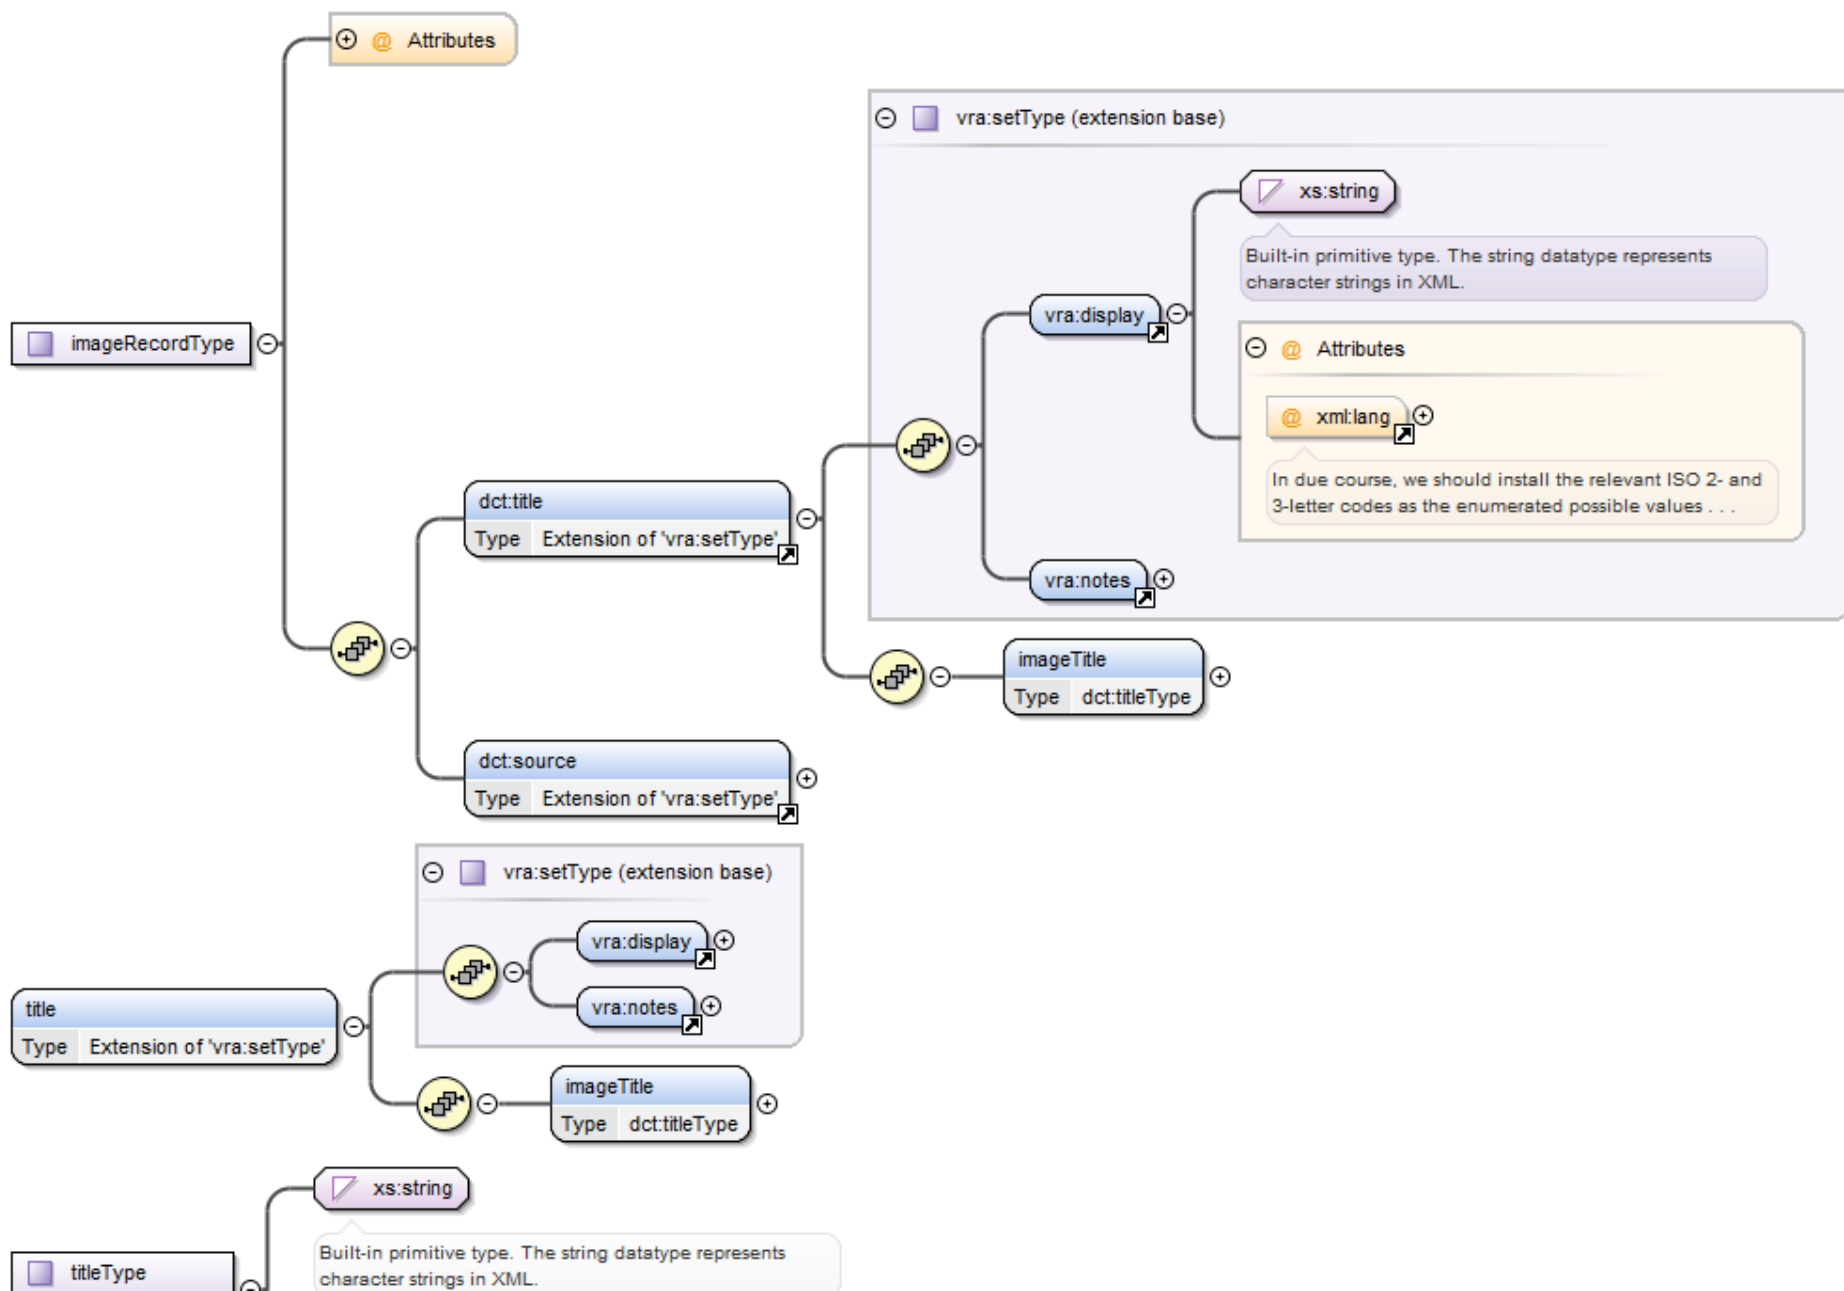 @ Attributes
vra:setType (extension base)
xs:string
Built-in primitive type. The string datatype represents
character strings in XML.
vra:display
imageRecordType
@ Attributes
@ xml:lang
In due course, we should install the relevant ISO 2- and
3-letter codes as the enumerated possible values . . .
dct:title
Type Extension of 'vra:setType'
vra:notes
imageTitle
Type dct:titleType
dct:source
Type Extension of 'vra:setType'
vra:setType (extension base)
vra:display
vra:notes
title
Type Extension of 'vra:setType'
imageTitle
Type dct:titleType
xs:string
Built-in primitive type. The string datatype represents
character strings in XML.
titleType